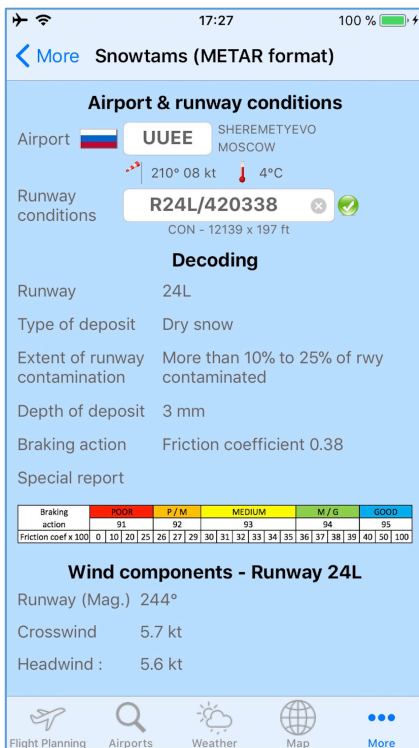 17:27
100 %
More
Snowtams (METAR format)
Airport & runway conditions
Airport
UUEE
SHEREMETYEVO
MOSCOW
210° 08 kt
4°C
Runway
conditions
R24L/420338
CON - 12139 x 197 ft
Decoding
Runway
24L
Type of deposit
Dry snow
Extent of runway
contamination
More than 10% to 25% of rwy
contaminated
Depth of deposit
3 mm
Braking action
Friction coefficient 0.38
Special report
Braking
action
POOR P / M MEDIUM M / G GOOD
91 92 93 94 95
Friction coef x 100 0 10 20 25 26 27 29 30 31 32 33 34 35 36 37 38 39 40 50 100
Wind components - Runway 24L
Runway (Mag.) 244°
Crosswind 5.7 kt
Headwind : 5.6 kt
Flight Planning
Airports
Weather
Map
More